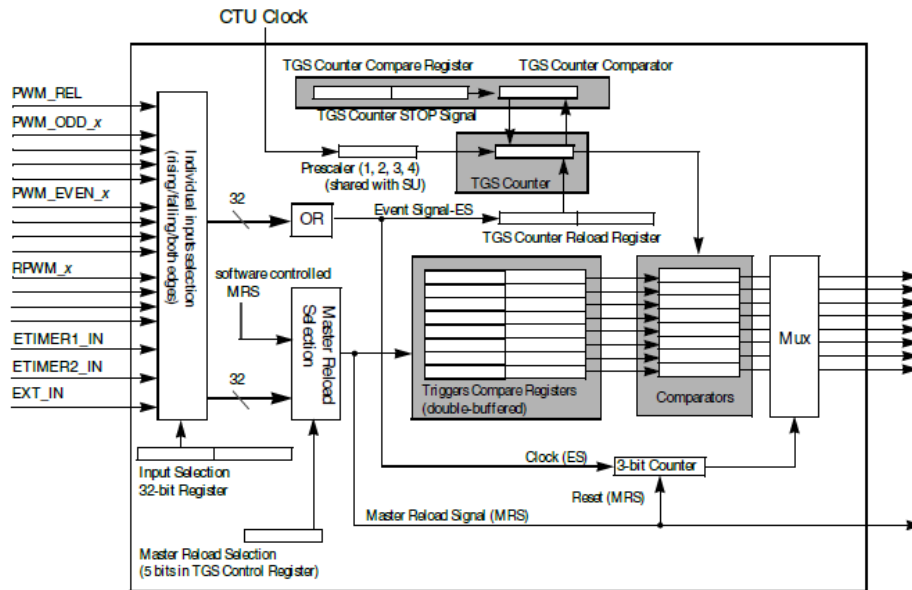 CTU Clock
TGS Counter Compare Register
TGS Counter Comparator
PWM_REL
TGS Counter STOP Signal
PWM_ODD_x
Individual inputs selection
(rising/falling/both edges)
Prescaler (1, 2, 3, 4)
(shared with SU)
TGS Counter
PWM_EVEN_x
32
OR
Event Signal-ES
TGS Counter Reload Register
RPWM_x
software controlled
MRS
Master Reload
Selection
Mux
ETIMER1_IN
ETIMER2_IN
32
EXT_IN
Triggers Compare Registers
(double-buffered)
Comparators
Clock (ES)
3-bit Counter
Input Selection
32-bit Register
Reset (MRS)
Master Reload Signal (MRS)
Master Reload Selection
(5 bits in TGS Control Register)